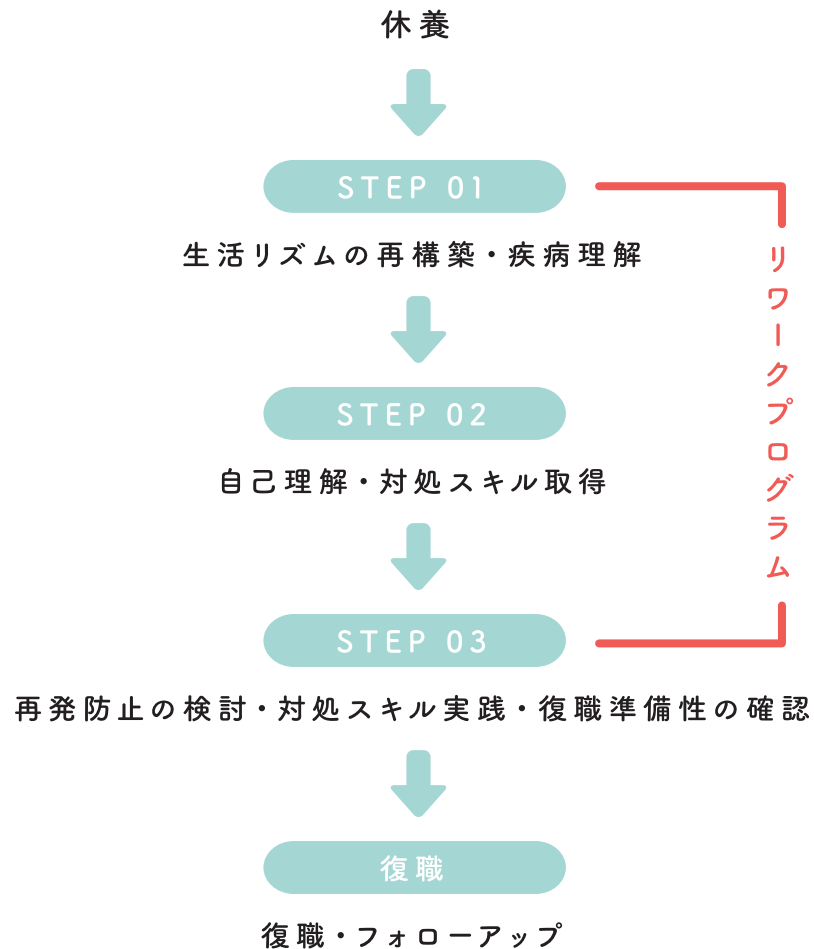 休養
STEP 01
生活リズムの再構築・疾病理解
STEP 02
自己理解・対処スキル取得
STEP 03
再発防止の検討・対処スキル実践・復職準備性の確認
リワークプログラム
復職
復職・フォローアップ